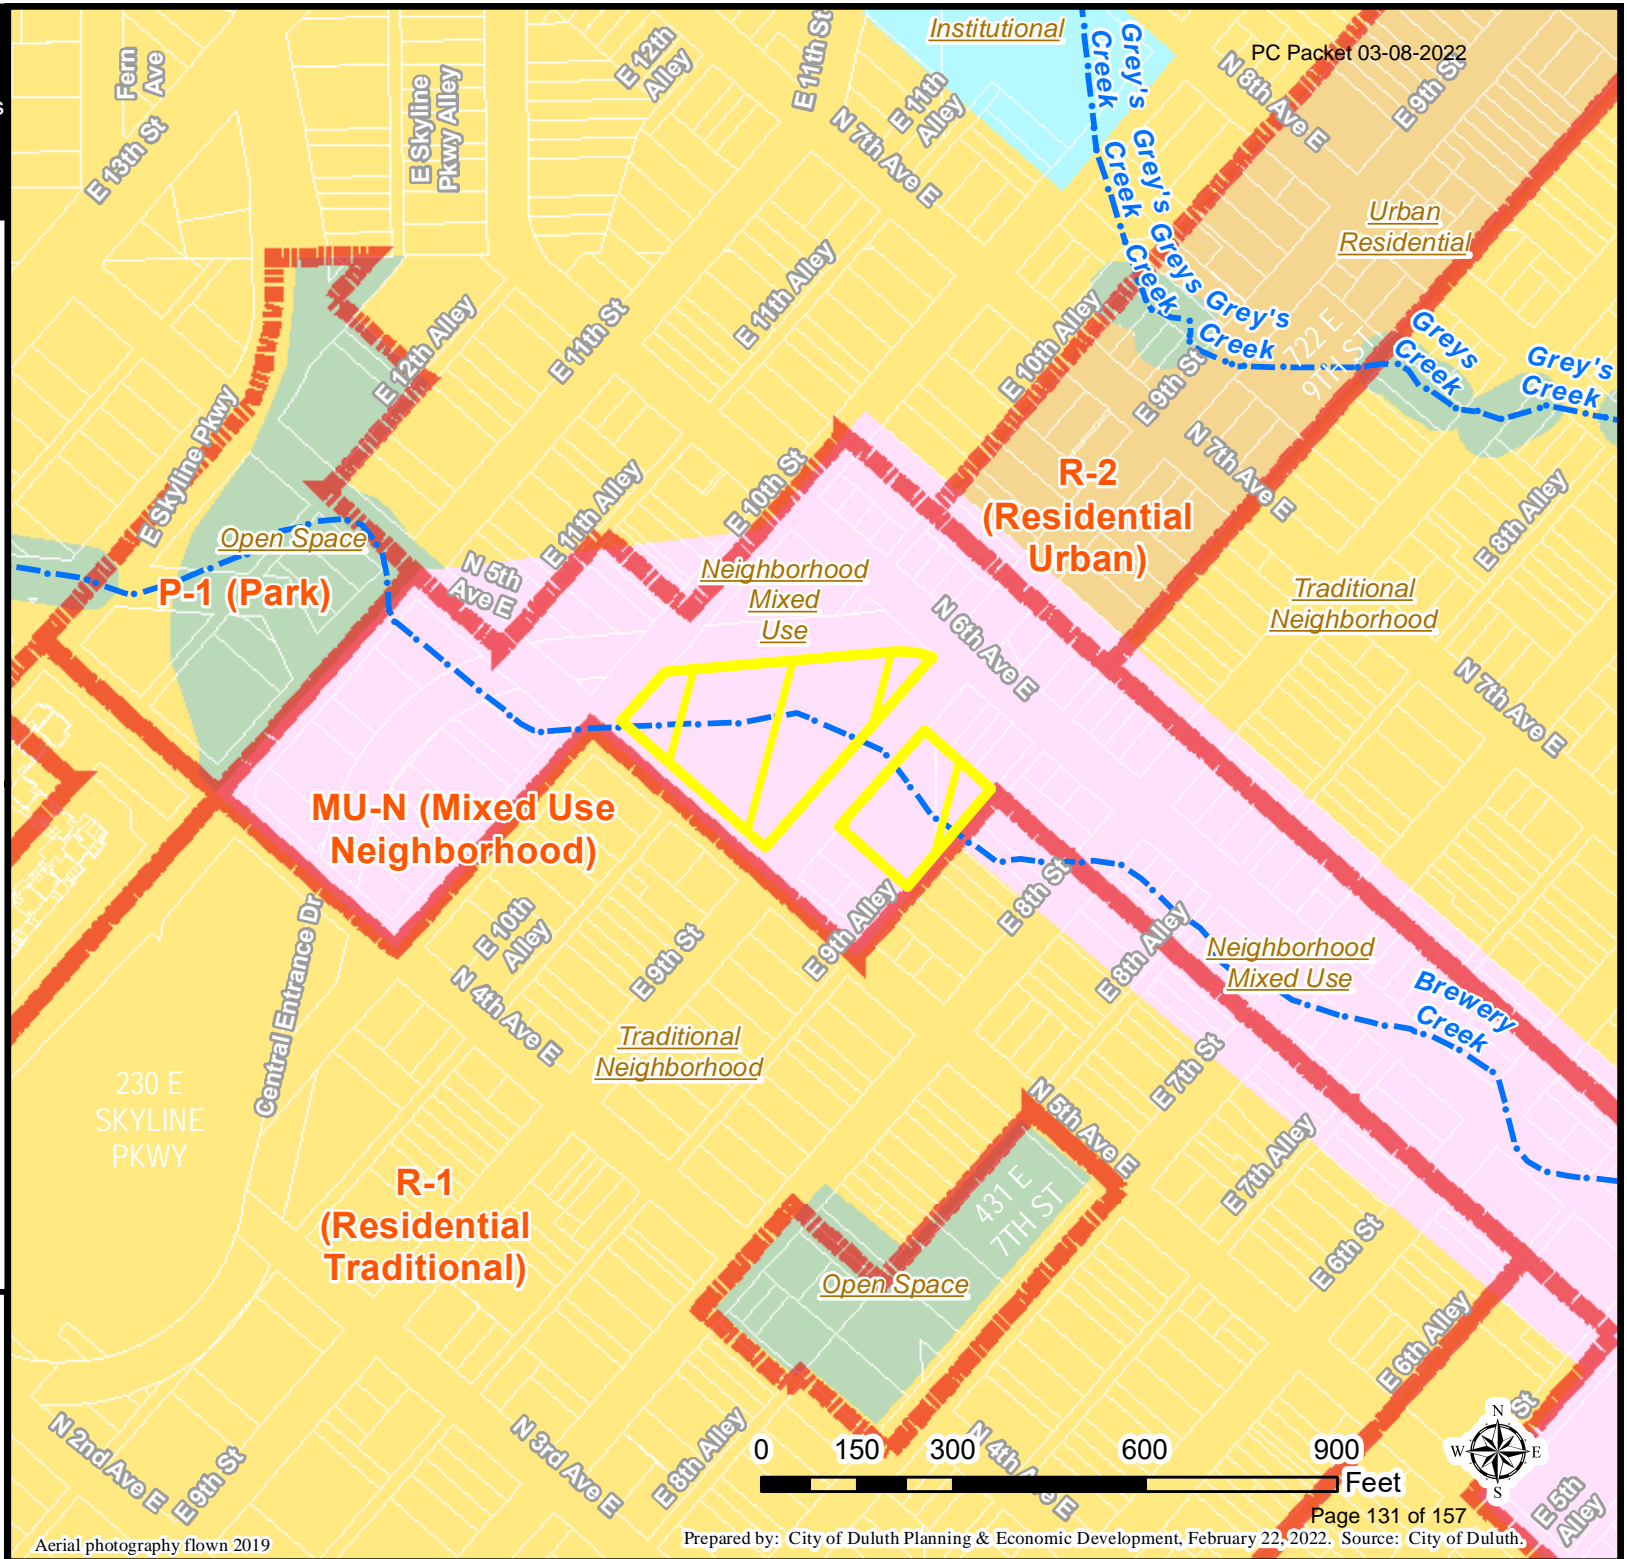 Institutional
PC Packet 03-08-2022
Fern
Ave
E 13th St
E Skyline
Pkwy Alley
E 12th
Alley
E 11th St
E 11th
Alley
N 7th Ave E
Grey's
Creek
Grey's
Creek
N 8th Ave E
E 9th St
s
Urban
Residential
Greys
Creek
Grey's
Creek
722 E
9TH ST
Greys
Creek
Grey's
Creek
E 12th Alley
E 11th St
E 11th Alley
E 10th Alley
E 9th St
N 7th Ave E
E Skyline Pkwy
E 11th Alley
E 10th St
R-2
(Residential
Urban)
E 8th Alley
Open Space
P-1 (Park)
N 5th
Ave E
Neighborhood
Mixed
Use
N 6th Ave E
Traditional
Neighborhood
N 7th Ave E
MU-N (Mixed Use
Neighborhood)
E 10th
Alley
N 4th Ave E
E 9th St
E 9th Alley
E 8th St
E 8th Alley
Neighborhood
Mixed Use
Brewery
Creek
Central Entrance Dr
Traditional
Neighborhood
230 E
SKYLINE
PKWY
N 5th Ave E
E 7th St
E 7th Alley
R-1
(Residential
Traditional)
431 E
7TH ST
Open Space
E 6th St
E 6th Alley
N 2nd Ave E
E 9th St
N 3rd Ave E
E 8th Alley
N 4th Ave E
St
E 5th
Alley
0 150 300 600 900
Feet
N
W E
S
Page 131 of 157
Aerial photography flown 2019
Prepared by: City of Duluth Planning & Economic Development, February 22, 2022. Source: City of Duluth.